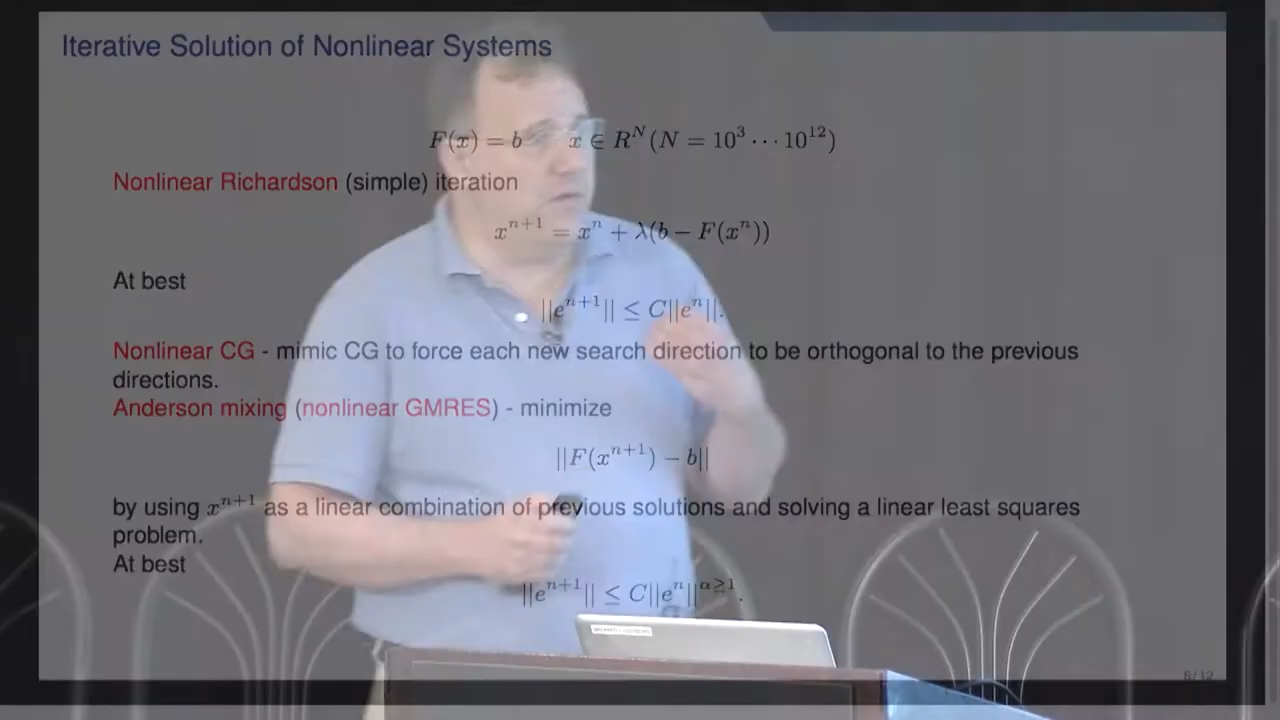 Iterative Solution of Nonlinear Systems
F(x) = b x ∈ R^N (N = 10^3 ⋯ 10^12)
Nonlinear Richardson (simple) iteration
x^{n+1} = x^n + λ(b − F(x^n))
At best
||e^{n+1}|| ≤ C||e^n||.
Nonlinear CG - mimic CG to force each new search direction to be orthogonal to the previous
directions.
Anderson mixing (nonlinear GMRES) - minimize
||F(x^{n+1}) − b||
by using x^{n+1} as a linear combination of previous solutions and solving a linear least squares
problem.
At best
||e^{n+1}|| ≤ C||e^n||^{α≥1}.
6/12